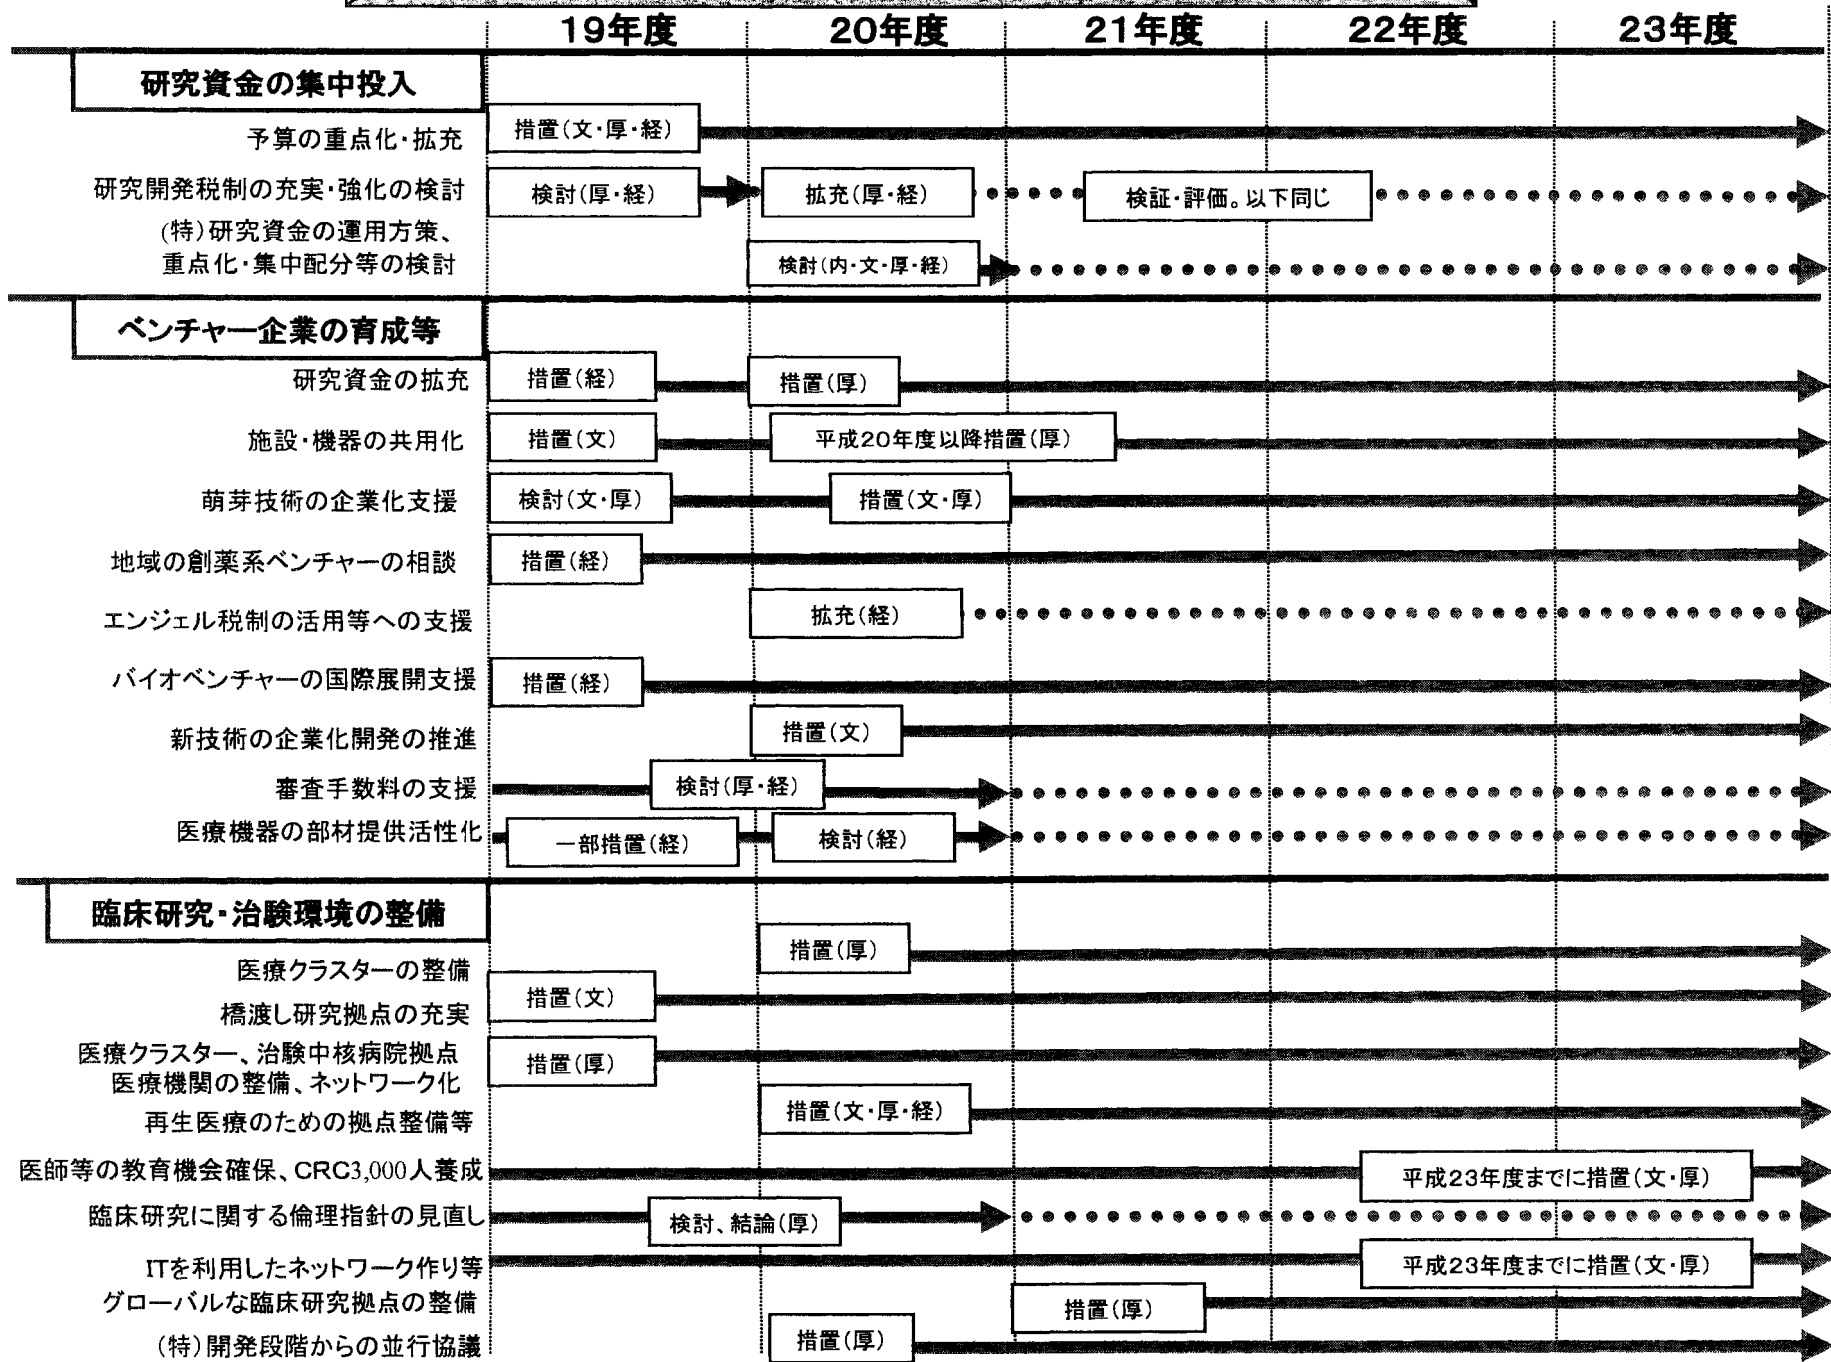 19年度 20年度 21年度 22年度 23年度
研究資金の集中投入
予算の重点化・拡充 措置(文・厚・経)
研究開発税制の充実・強化の検討 検討(厚・経) 拡充(厚・経) 検証・評価。以下同じ
(特)研究資金の運用方策、
重点化・集中配分等の検討 検討(内・文・厚・経)
ベンチャー企業の育成等
研究資金の拡充 措置(経) 措置(厚)
施設・機器の共用化 措置(文) 平成20年度以降措置(厚)
萌芽技術の企業化支援 検討(文・厚) 措置(文・厚)
地域の創薬系ベンチャーの相談 措置(経)
エンジェル税制の活用等への支援 拡充(経)
バイオベンチャーの国際展開支援 措置(経)
新技術の企業化開発の推進 措置(文)
審査手数料の支援 検討(厚・経)
医療機器の部材提供活性化 一部措置(経) 検討(経)
臨床研究・治験環境の整備
医療クラスターの整備 措置(厚)
橋渡し研究拠点の充実 措置(文)
医療クラスター、治験中核病院拠点 措置(厚)
医療機関の整備、ネットワーク化
再生医療のための拠点整備等 措置(文・厚・経)
医師等の教育機会確保、CRC3,000人養成 平成23年度までに措置(文・厚)
臨床研究に関する倫理指針の見直し 検討、結論(厚)
ITを利用したネットワーク作り等 平成23年度までに措置(文・厚)
グローバルな臨床研究拠点の整備 措置(厚)
(特)開発段階からの並行協議 措置(厚)